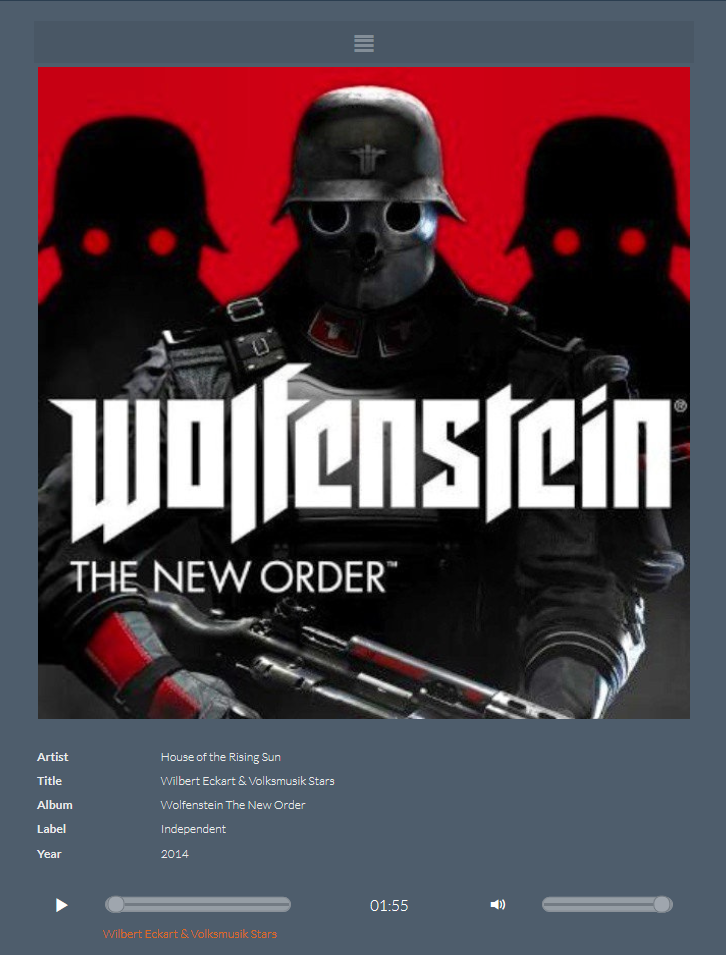 wolfenstein®
THE NEW ORDER™
Artist House of the Rising Sun
Title Wilbert Eckart & Volksmusik Stars
Album Wolfenstein The New Order
Label Independent
Year 2014
01:55
Wilbert Eckart & Volksmusik Stars